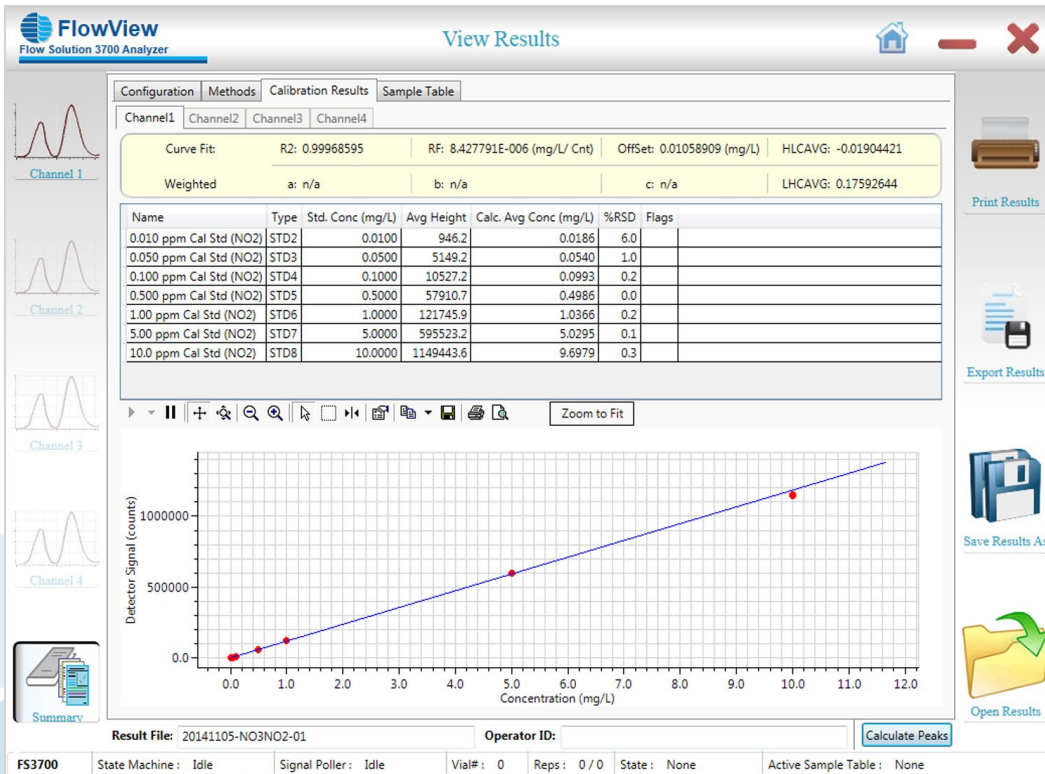 FlowView
Flow Solution 3700 Analyzer
View Results
Configuration Methods Calibration Results Sample Table
Channel1 Channel2 Channel3 Channel4
Curve Fit: R2: 0.99968595 RF: 8.427791E-006 (mg/L/ Cnt) OffSet: 0.01058909 (mg/L) HLCAVG: -0.01904421
Weighted a: n/a b: n/a c: n/a LHCAVG: 0.17592644
Name Type Std. Conc (mg/L) Avg Height Calc. Avg Conc (mg/L) %RSD Flags
0.010 ppm Cal Std (NO2) STD2 0.0100 946.2 0.0186 6.0
0.050 ppm Cal Std (NO2) STD3 0.0500 5149.2 0.0540 1.0
0.100 ppm Cal Std (NO2) STD4 0.1000 10527.2 0.0993 0.2
0.500 ppm Cal Std (NO2) STD5 0.5000 57910.7 0.4986 0.0
1.00 ppm Cal Std (NO2) STD6 1.0000 121745.9 1.0366 0.2
5.00 ppm Cal Std (NO2) STD7 5.0000 595523.2 5.0295 0.1
10.0 ppm Cal Std (NO2) STD8 10.0000 1149443.6 9.6979 0.3
Zoom to Fit
Detector Signal (counts)
1000000
500000
0.0
0.0 1.0 2.0 3.0 4.0 5.0 6.0 7.0 8.0 9.0 10.0 11.0 12.0
Concentration (mg/L)
Channel 1
Channel 2
Channel 3
Channel 4
Summary
Print Results
Export Results
Save Results As
Open Results
Result File: 20141105-NO3NO2-01 Operator ID: Calculate Peaks
FS3700 State Machine : Idle Signal Poller : Idle Vial# : 0 Reps : 0 / 0 State : None Active Sample Table : None